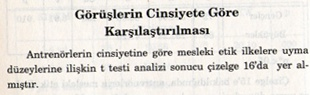 Görüşlerin Cinsiyete Göre
Karşılaştırılması
Antrenörlerin cinsiyetine göre mesleki etik ilkelere uyma
düzeylerine ilişkin t testi analizi sonucu çizelge 16'da yer al-
mıştır.